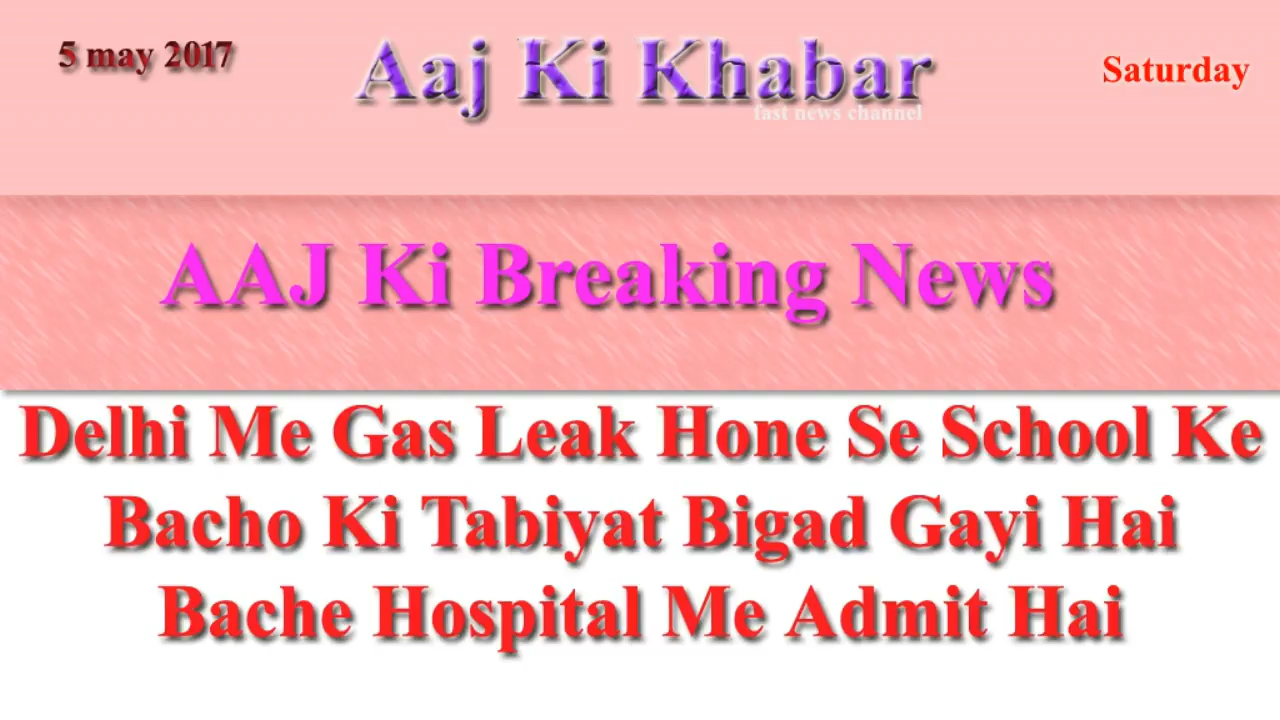 5 may 2017
Aaj Ki Khabar
Saturday
fast news channel
AAJ Ki Breaking News
Delhi Me Gas Leak Hone Se School Ke
Bacho Ki Tabiyat Bigad Gayi Hai
Bache Hospital Me Admit Hai